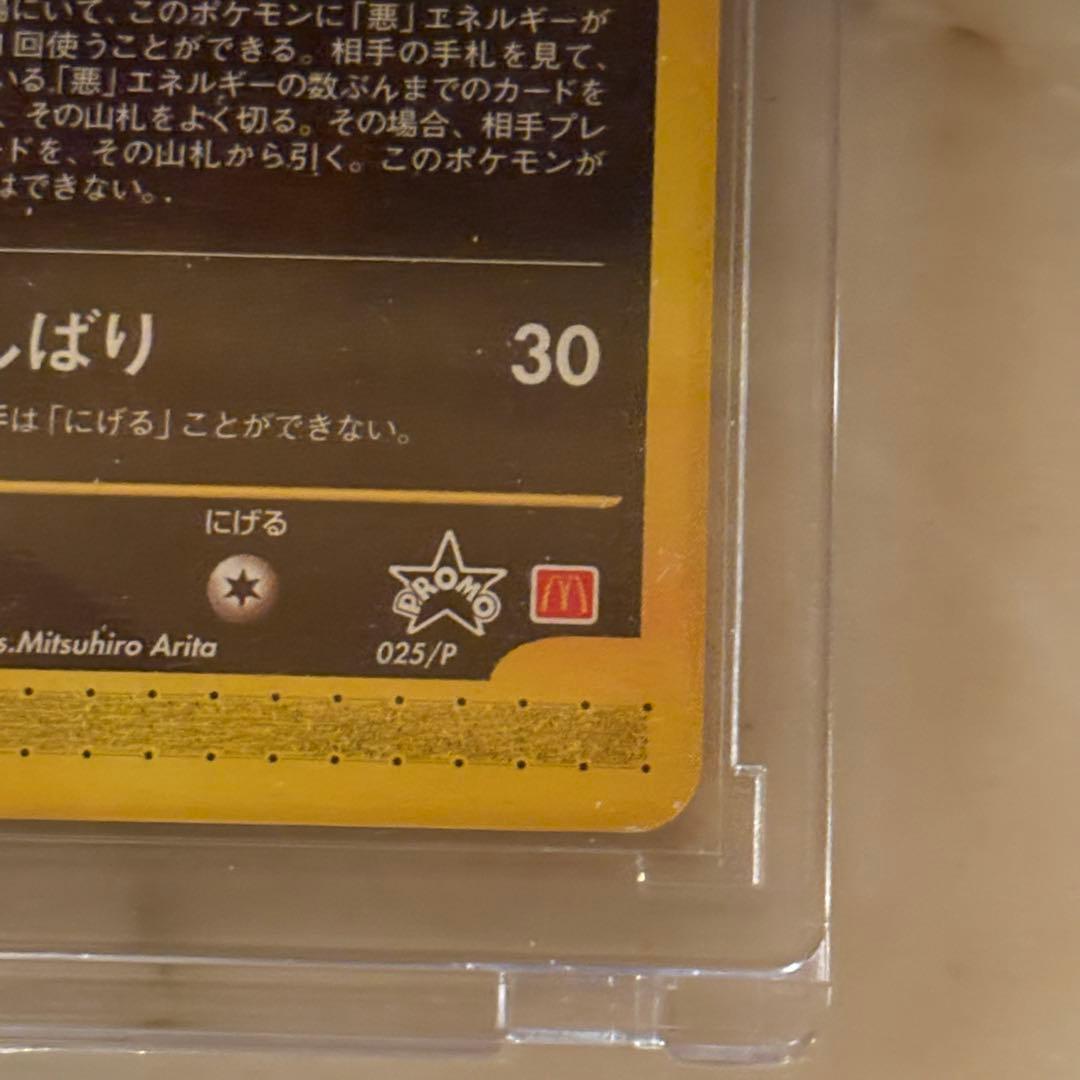 にいて、このポケモンに「悪」エネルギーが
回使うことができる。相手の手札を見て、
いる「悪」エネルギーの数ぶんまでのカードを
、その山札をよく切る。その場合、相手プレ
ドを、その山札から引く。このポケモンが
はできない。
しばり 30
は「にげる」ことができない。
にげる
PROMO
M
s.Mitsuhiro Arita 025/P